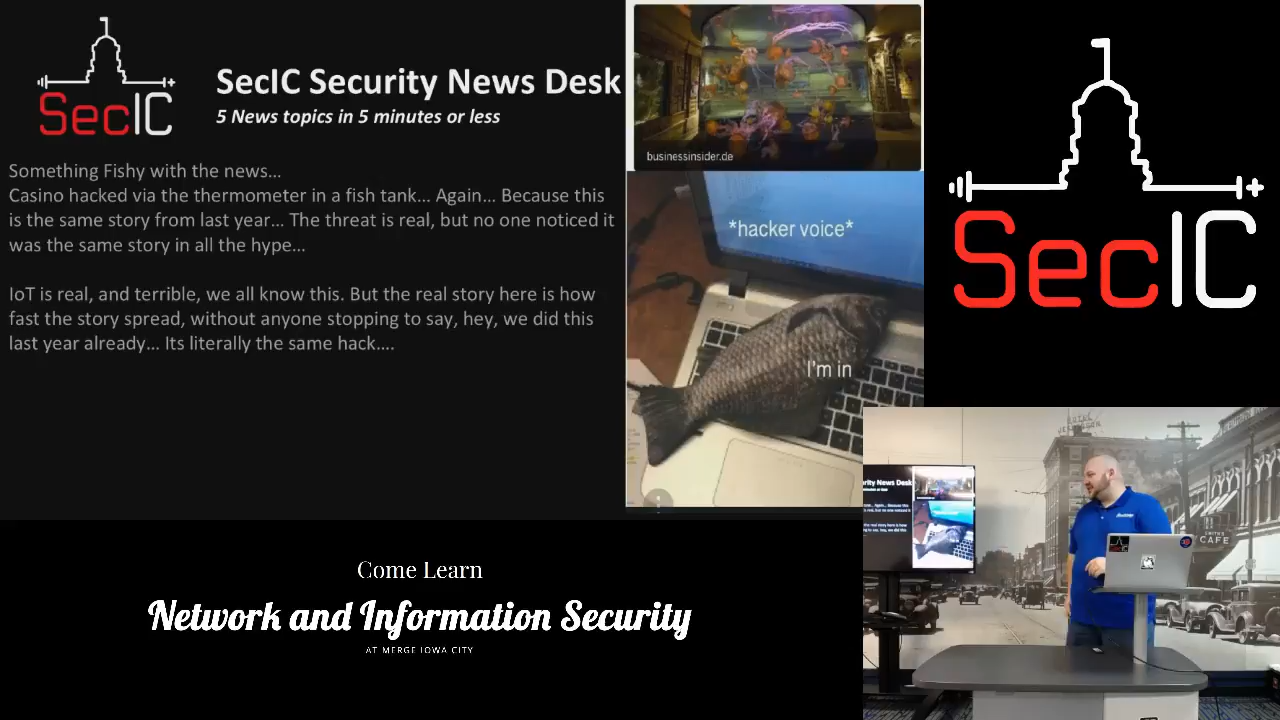 SecIC
SecIC Security News Desk
5 News topics in 5 minutes or less
Something Fishy with the news...
Casino hacked via the thermometer in a fish tank... Again... Because this
is the same story from last year... The threat is real, but no one noticed it
was the same story in all the hype...
IoT is real, and terrible, we all know this. But the real story here is how
fast the story spread, without anyone stopping to say, hey, we did this
last year already... Its literally the same hack....
businessinsider.de
*hacker voice*
I'm in
SecIC
Come Learn
Network and Information Security
AT MERGE IOWA CITY
rity News Desk
HOTEL
CAFE